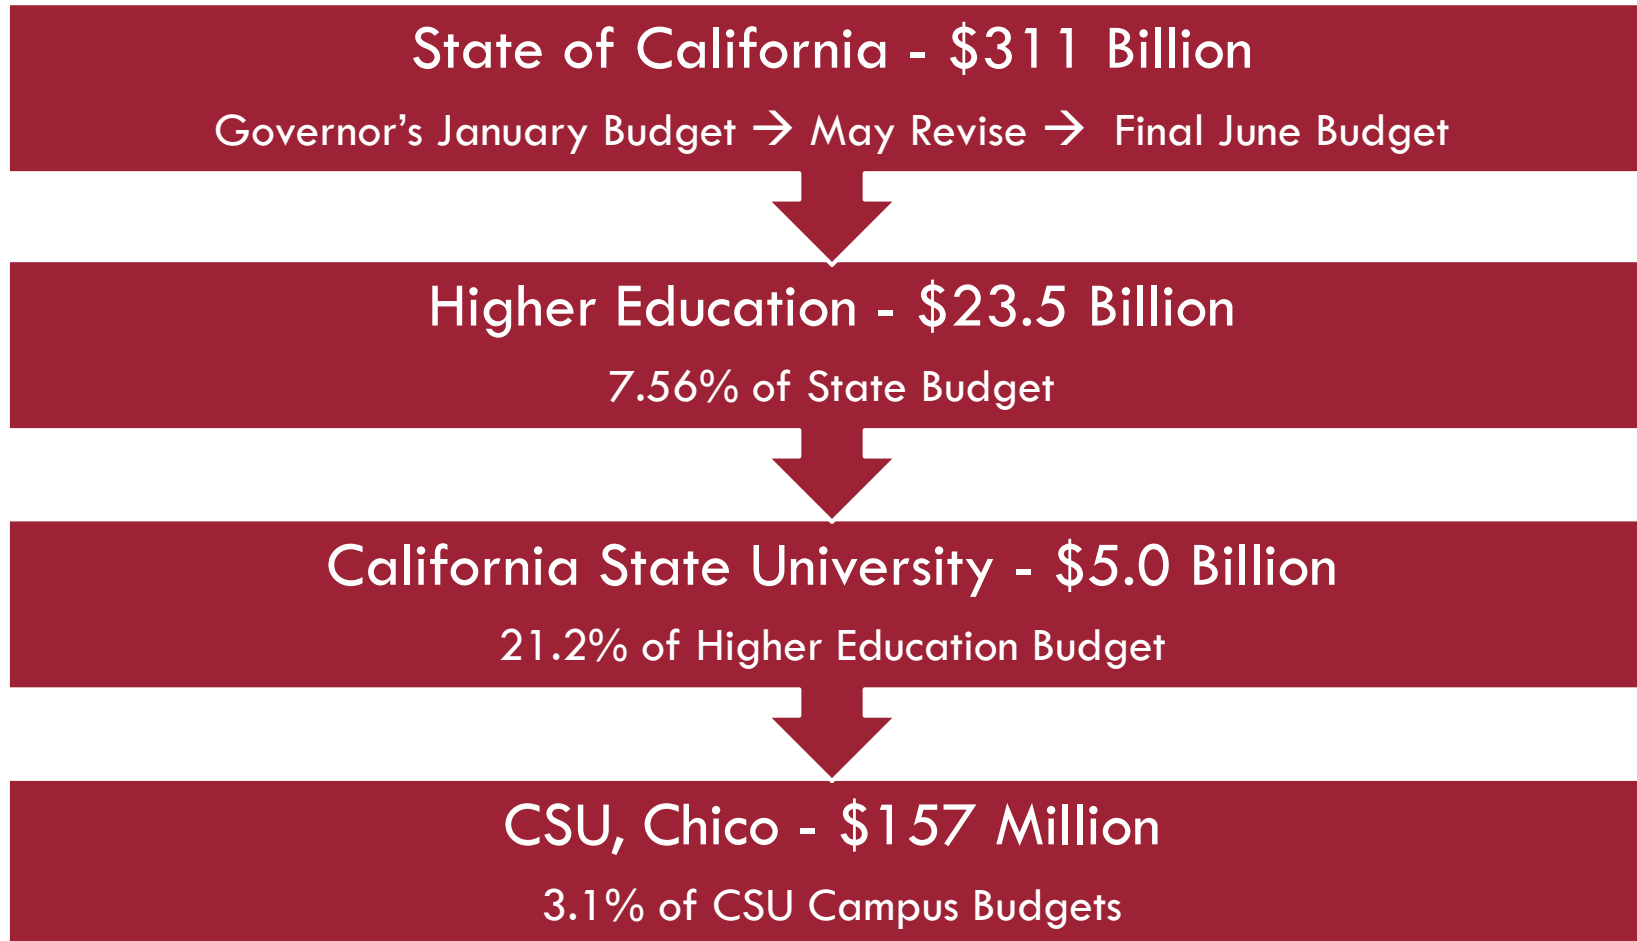 State of California - $311 Billion
Governor’s January Budget → May Revise → Final June Budget
Higher Education - $23.5 Billion
7.56% of State Budget
California State University - $5.0 Billion
21.2% of Higher Education Budget
CSU, Chico - $157 Million
3.1% of CSU Campus Budgets